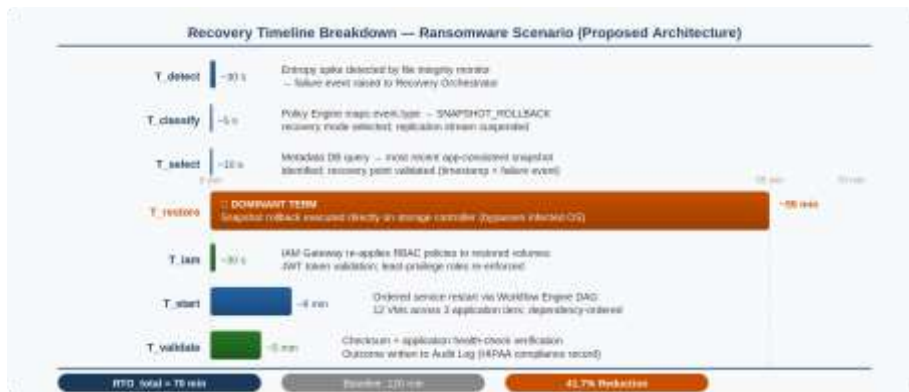 Recovery Timeline Breakdown — Ransomware Scenario (Proposed Architecture)
T_detect
Entropy spike detected by file integrity monitor
→ failure event raised to Recovery Orchestrator
T_classify
~5 s
Policy Engine maps event.type → SNAPSHOT_ROLLBACK
recovery mode selected; replication stream suspended
T_select
~10 s
Metadata DB query → most recent app-consistent snapshot
identified; recovery point validated (timestamp < failure event)
T_restore
DOMINANT TERM
Snapshot rollback executed directly on storage controller (bypasses infected OS)
T_iam
~30 s
IAM Gateway re-applies RBAC policies to restored volumes
JWT token validation; least-privilege roles re-enforced
T_start
min
Ordered service restart via Workflow Engine DAG
12 VMs across 3 application tiers; dependency-ordered
T_validate
min
Checksum + application health-check verification
Outcome written to Audit Log (HIPAA compliance record)
RTO_total = 70 min
Baseline: 120 min
41.7% Reduction